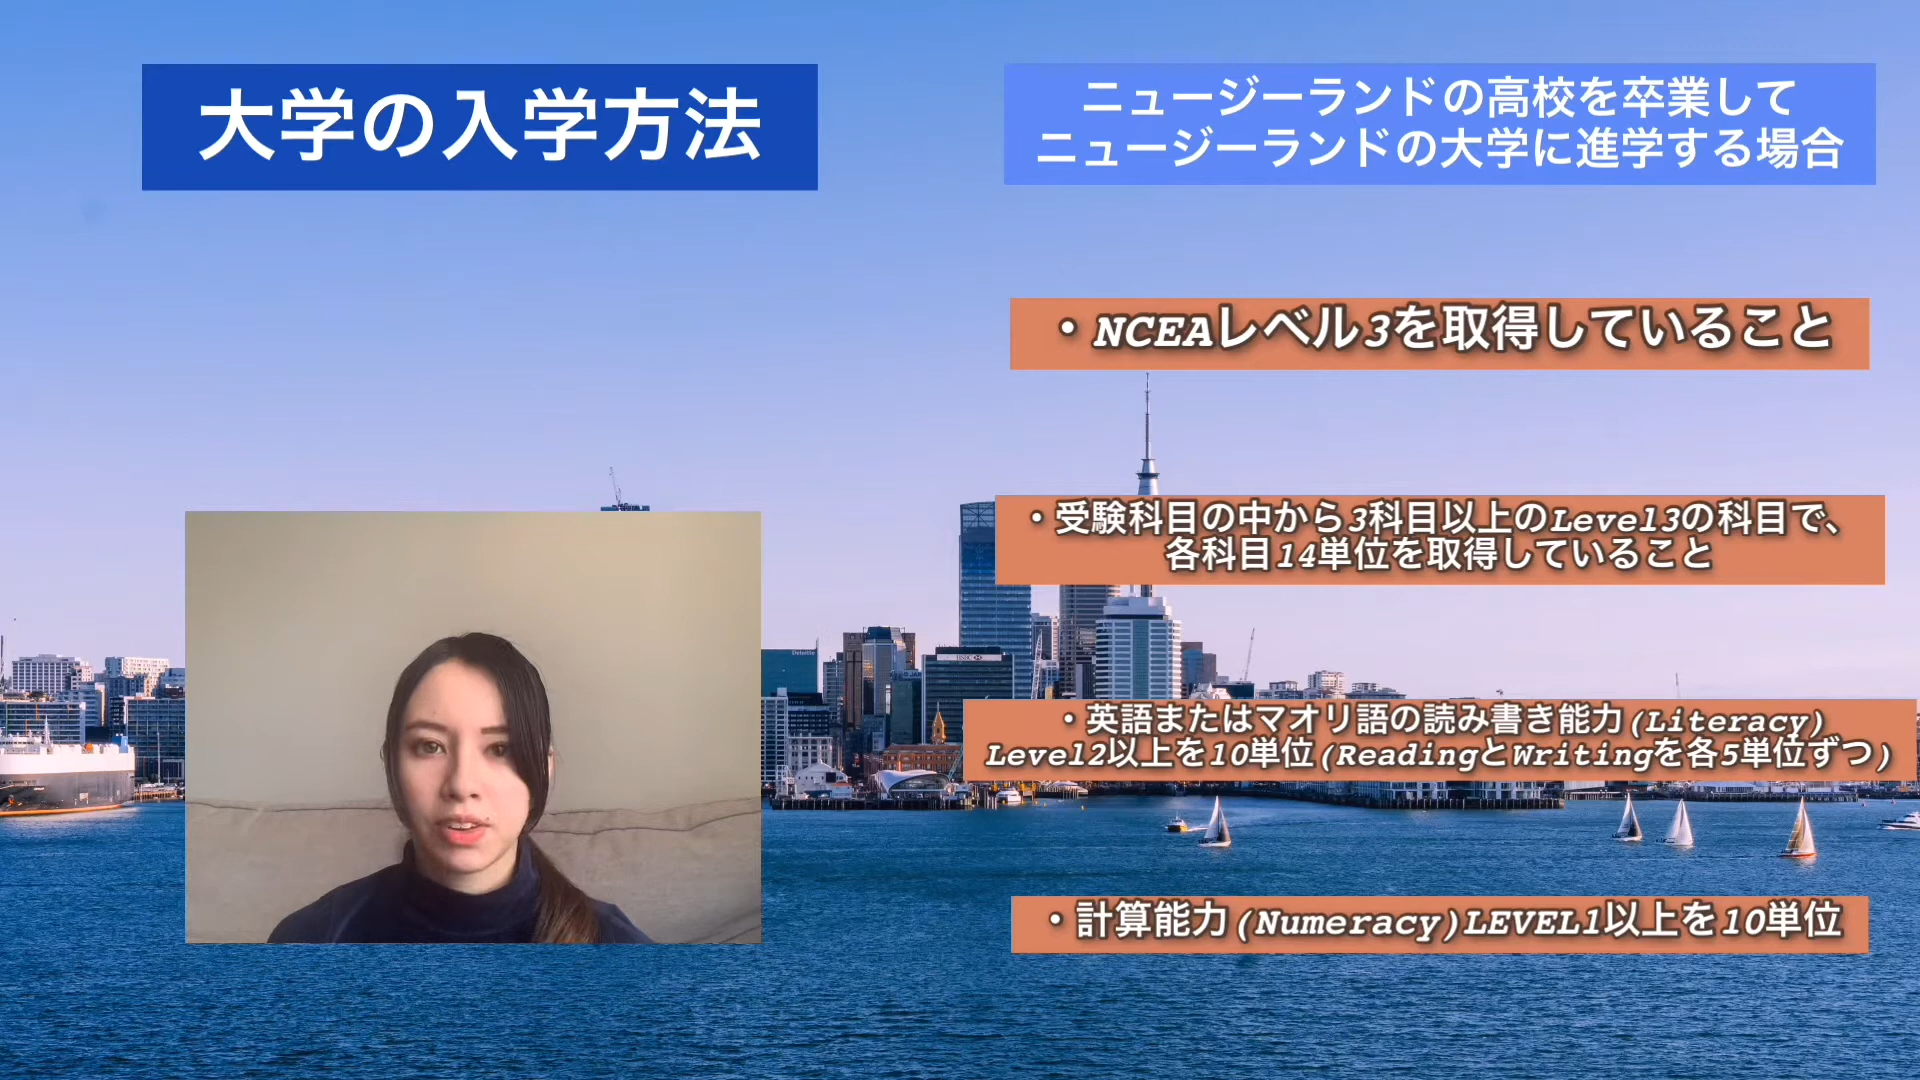 大学の入学方法
ニュージーランドの高校を卒業して
ニュージーランドの大学に進学する場合
・NCEAレベル3を取得していること
・受験科目の中から3科目以上のLevel3の科目で、
各科目14単位を取得していること
・英語またはマオリ語の読み書き能力(Literacy)
Level2以上を10単位(ReadingとWritingを各5単位ずつ)
・計算能力(Numeracy)LEVEL1以上を10単位
Deloitte
HSBC